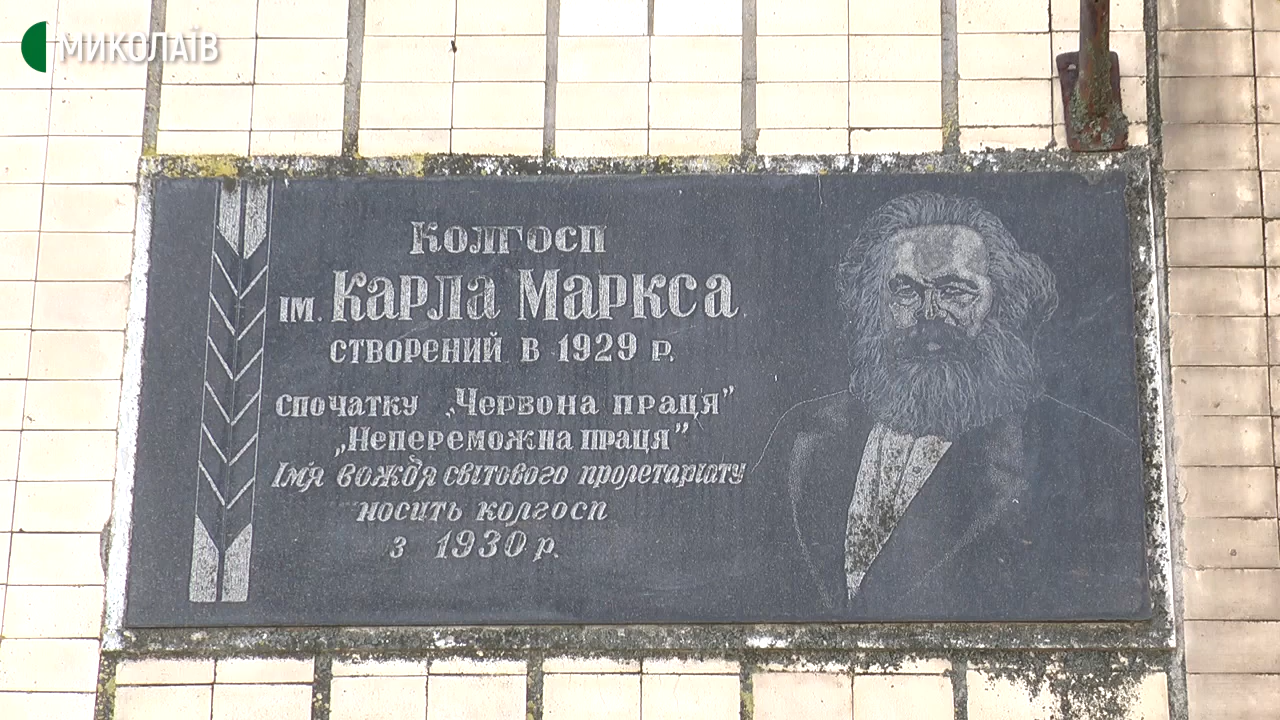 МИКОЛАЇВ
Колгосп
ім. Карла Маркса
створений в 1929 р.
спочатку „Червона праця”
„Непереможна праця”
Ім'я вождя світового пролетаріату
носить колгосп
з 1930 р.